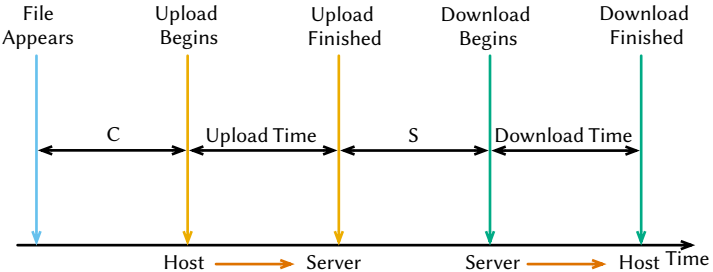 File
Appears
Upload
Begins
Upload
Finished
Download
Begins
Download
Finished
C
Upload Time
S
Download Time
Host
Server
Server
Host
Time